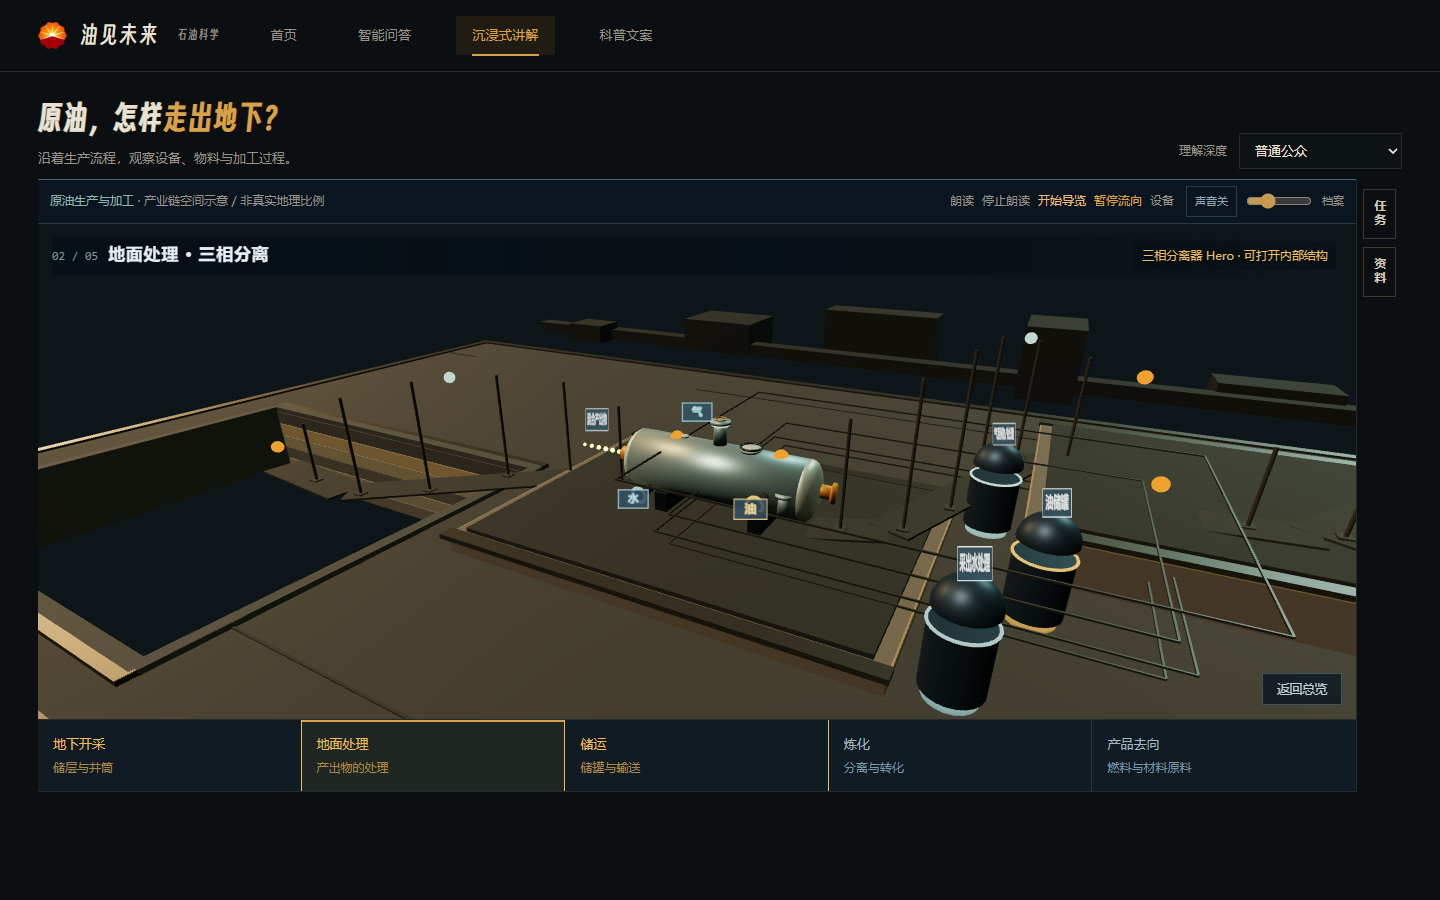 油见未来 石油科学 首页 智能问答 沉浸式讲解 科普文案
原油，怎样走出地下？
沿着生产流程，观察设备、物料与加工过程。
理解深度 普通公众
原油生产与加工 · 产业链空间示意 / 非真实地理比例
朗读 停止朗读 开始导览 暂停流向 设备 声音关 档案
任务
资料
02 / 05 地面处理 · 三相分离
三相分离器 Hero · 可打开内部结构
气
水
油
油储罐
采出水处理
返回总览
地下开采
储层与井筒
地面处理
产出物的处理
储运
储罐与输送
炼化
分离与转化
产品去向
燃料与材料原料